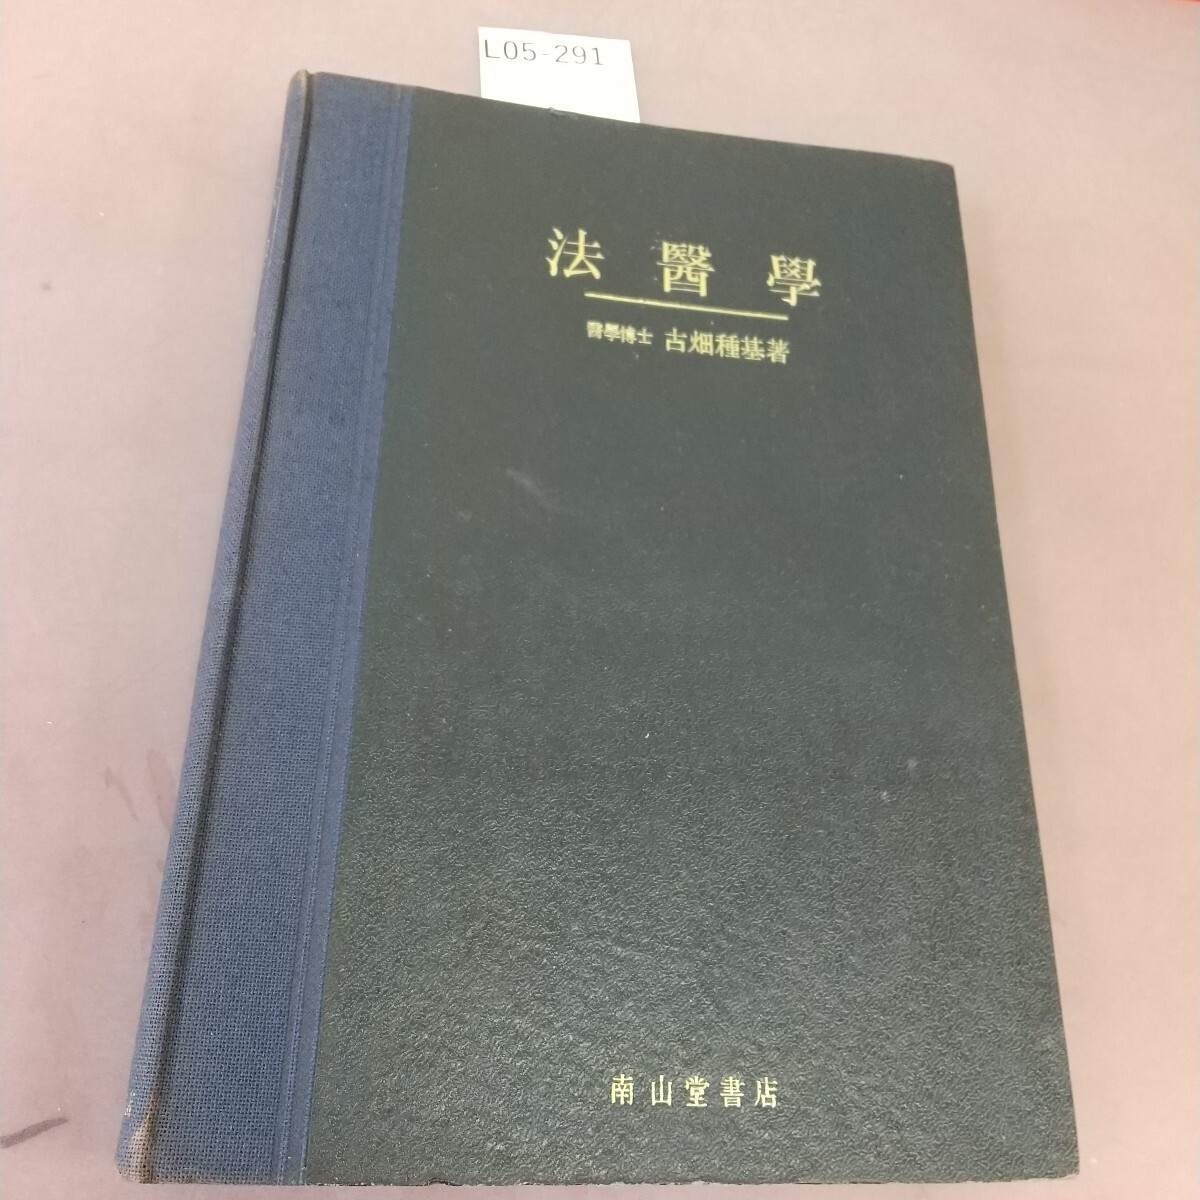 L05-291
法醫學
醫學博士 古畑種基著
南山堂書店